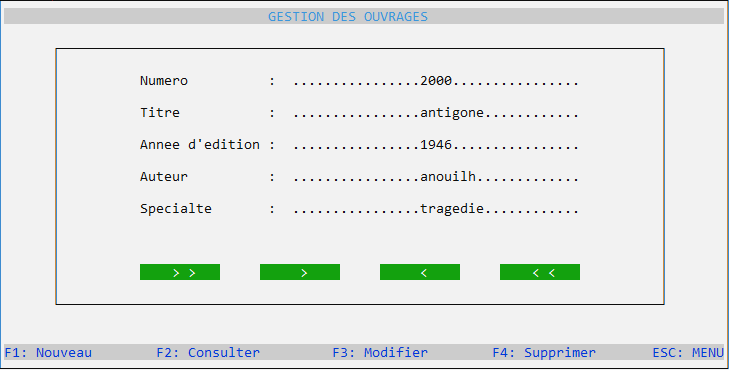 GESTION DES OUVRAGES
Numero : ................2000................
Titre : ................antigone............
Annee d'edition : ................1946................
Auteur : ................anouilh.............
Specialte : ................tragedie............
> > > < < <
F1: Nouveau F2: Consulter F3: Modifier F4: Supprimer ESC: MENU